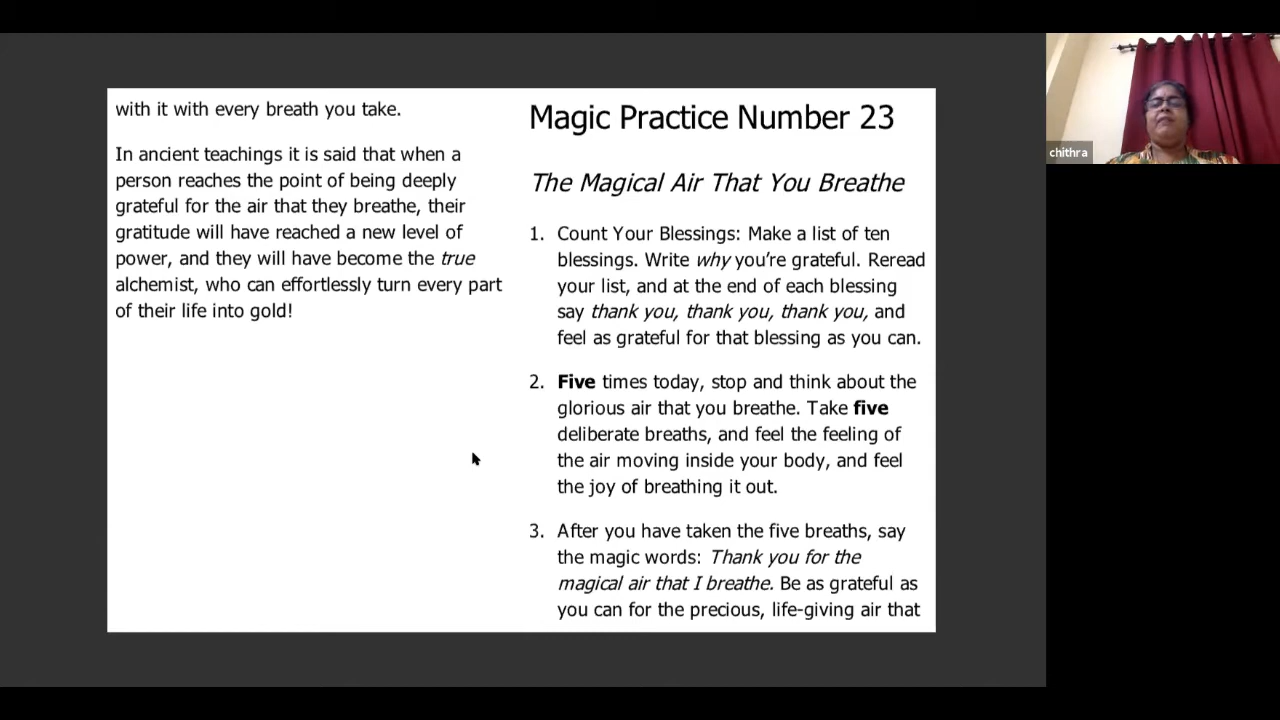 with it with every breath you take.
In ancient teachings it is said that when a
person reaches the point of being deeply
grateful for the air that they breathe, their
gratitude will have reached a new level of
power, and they will have become the true
alchemist, who can effortlessly turn every part
of their life into gold!
Magic Practice Number 23
The Magical Air That You Breathe
1. Count Your Blessings: Make a list of ten
blessings. Write why you’re grateful. Reread
your list, and at the end of each blessing
say thank you, thank you, thank you, and
feel as grateful for that blessing as you can.
2. Five times today, stop and think about the
glorious air that you breathe. Take five
deliberate breaths, and feel the feeling of
the air moving inside your body, and feel
the joy of breathing it out.
3. After you have taken the five breaths, say
the magic words: Thank you for the
magical air that I breathe. Be as grateful as
you can for the precious, life-giving air that
chithra